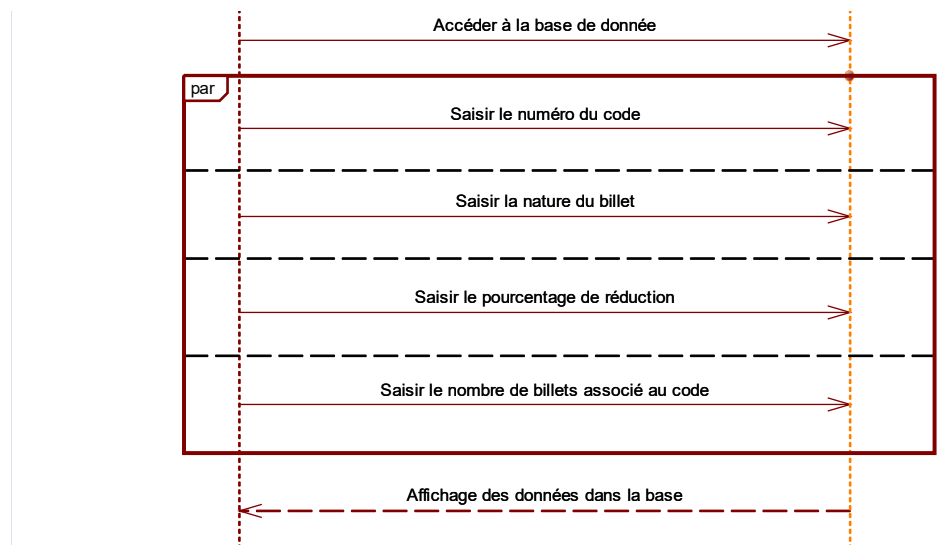 Accéder à la base de donnée
par
Saisir le numéro du code
Saisir la nature du billet
Saisir le pourcentage de réduction
Saisir le nombre de billets associé au code
Affichage des données dans la base